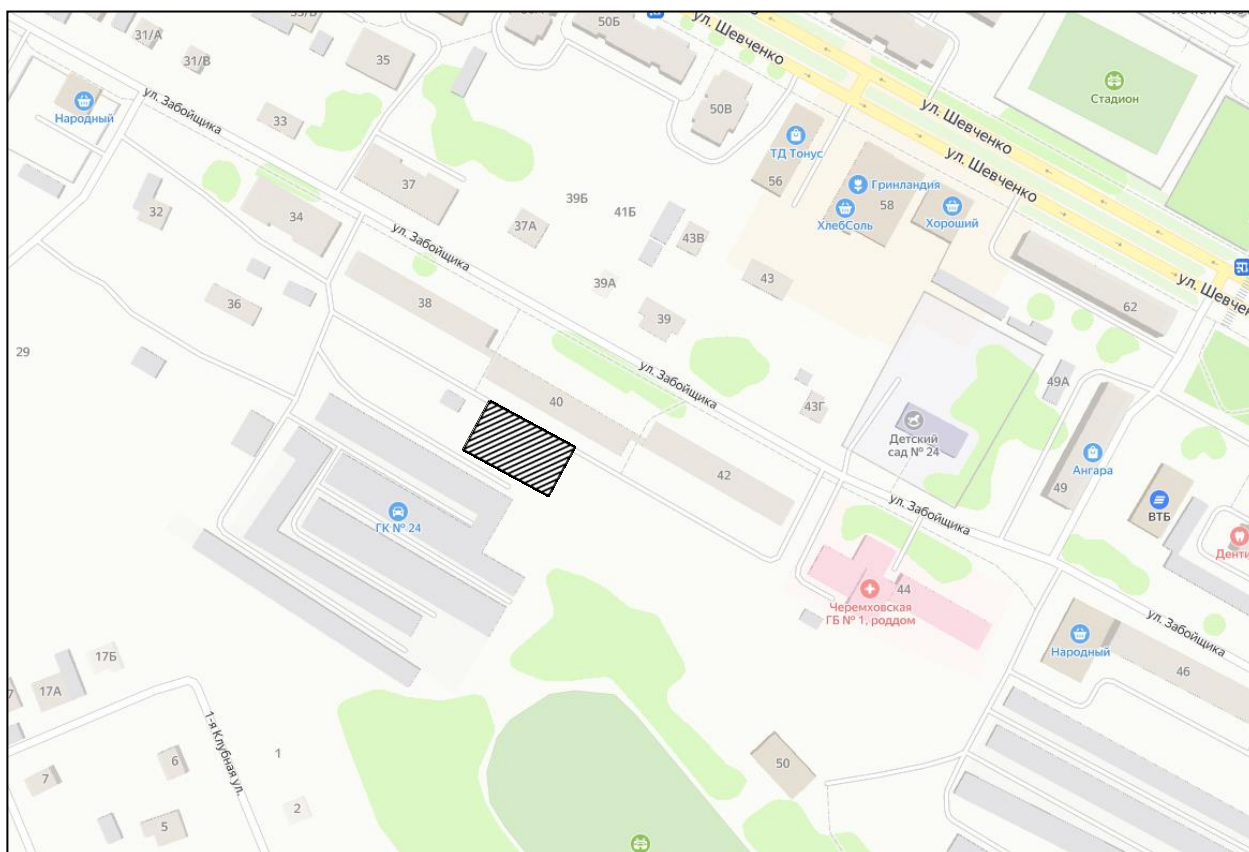 50Б
ул. Шевченко
31/А
31/В
35
50В
ул. Шевченко
Стадион
Народный
ул. Забойщика
33
ТД Тонус
56
ул. Шевченко
37
Гринландия
58
ХлебСоль
Хороший
32
34
39Б
41Б
37А
43В
ул. Забойщика
39А
43
ул. Шевченко
36
38
39
62
29
ул. Забойщика
49А
40
43Г
Детский
сад № 24
42
Ангара
49
ул. Забойщика
ВТБ
ГК № 24
44
Черемховская
ГБ № 1, роддом
ул. Забойщика
Народный
46
17Б
17А
1-я Клубная ул.
1
6
7
50
2
5